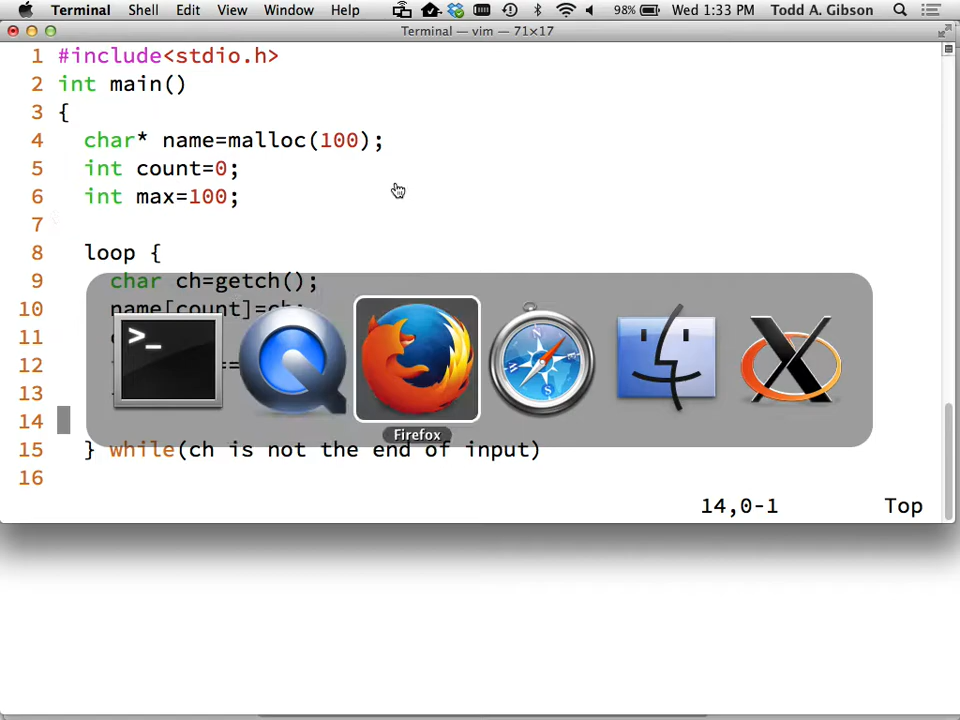 Terminal Shell Edit View Window Help 98% Wed 1:33 PM Todd A. Gibson
Terminal — vim — 71×17
1 #include<stdio.h>
2 int main()
3 {
4 char* name=malloc(100);
5 int count=0;
6 int max=100;
7
8 loop {
9 char ch=getch();
10 name[count]=ch;
11
12 ==
13
14
15 } while(ch is not the end of input)
16
>_
Firefox
14,0-1 Top